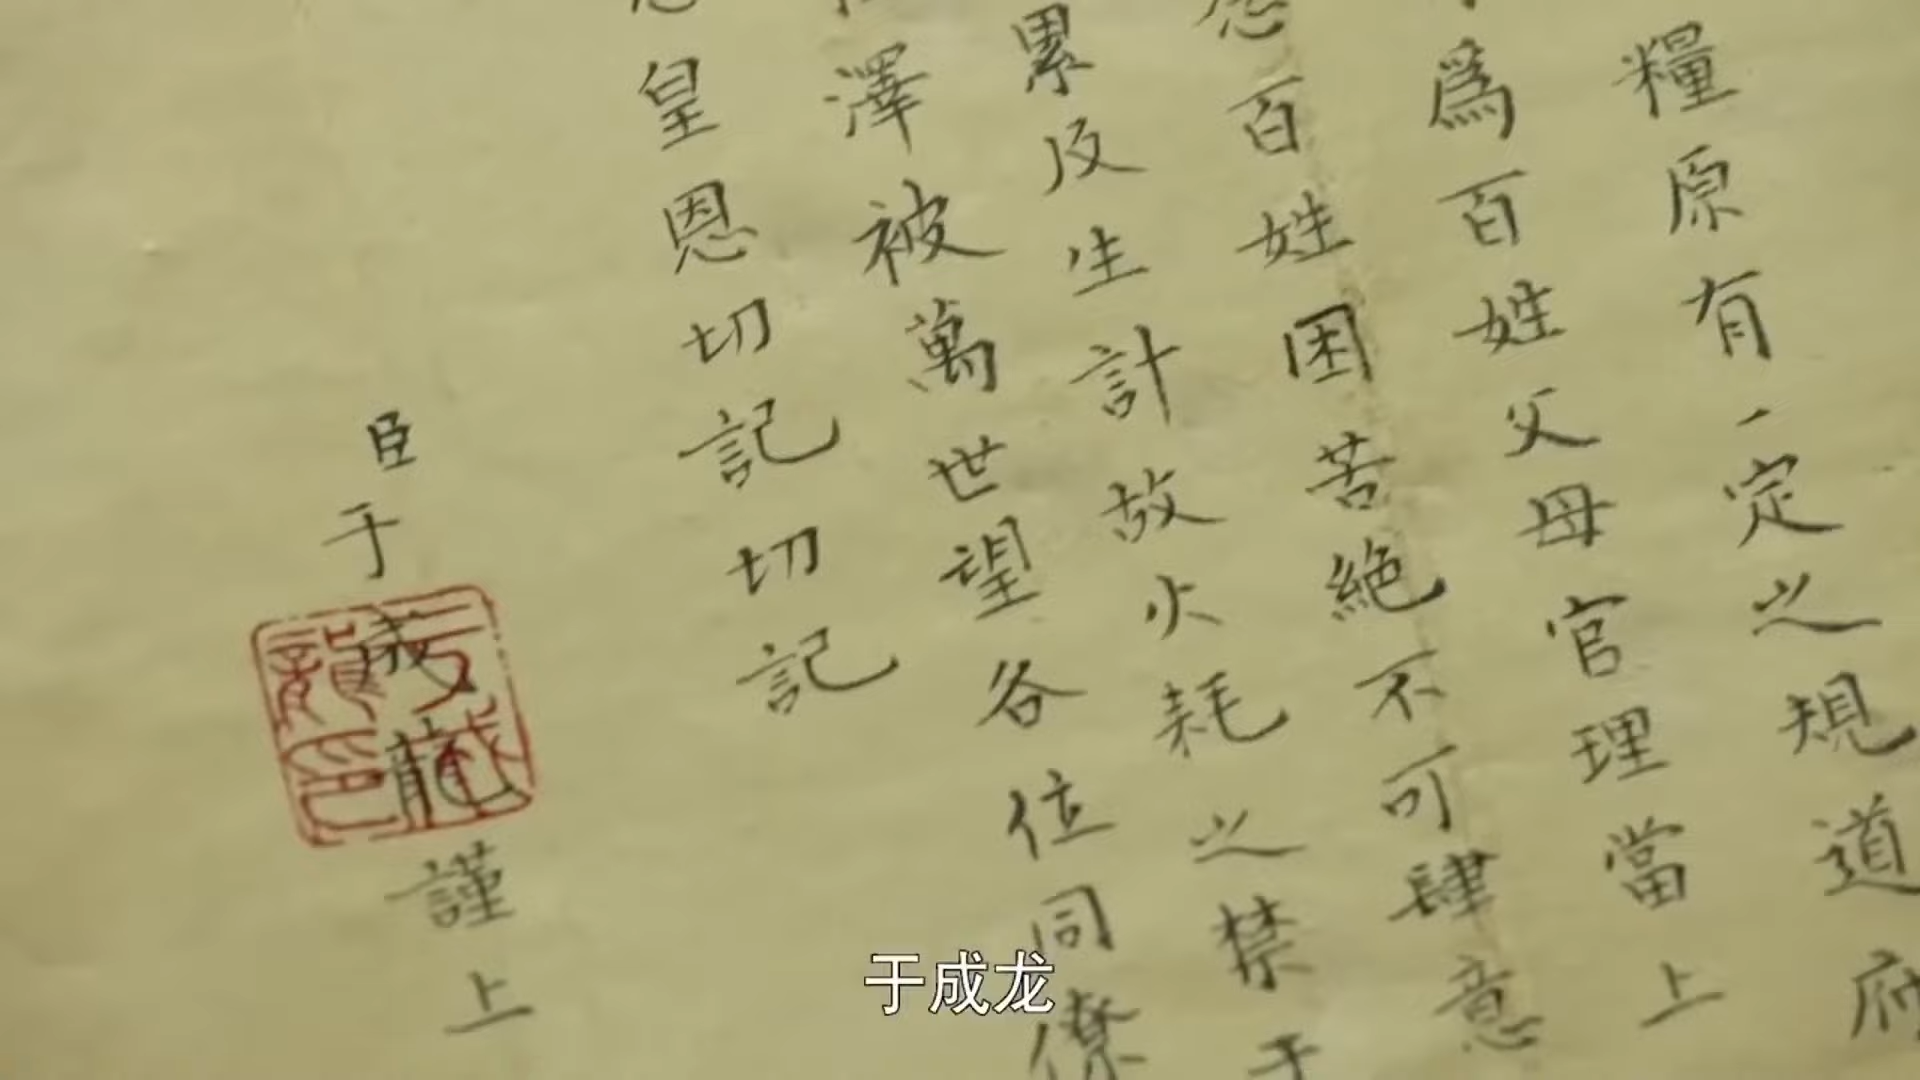 糧原有一定之規道府
為百姓父母官理當上
百姓困苦絕不可肆意
累及生計故火耗之禁于
澤被萬世望各位同僚
皇恩切記切記
臣于成龍謹上
于成龙